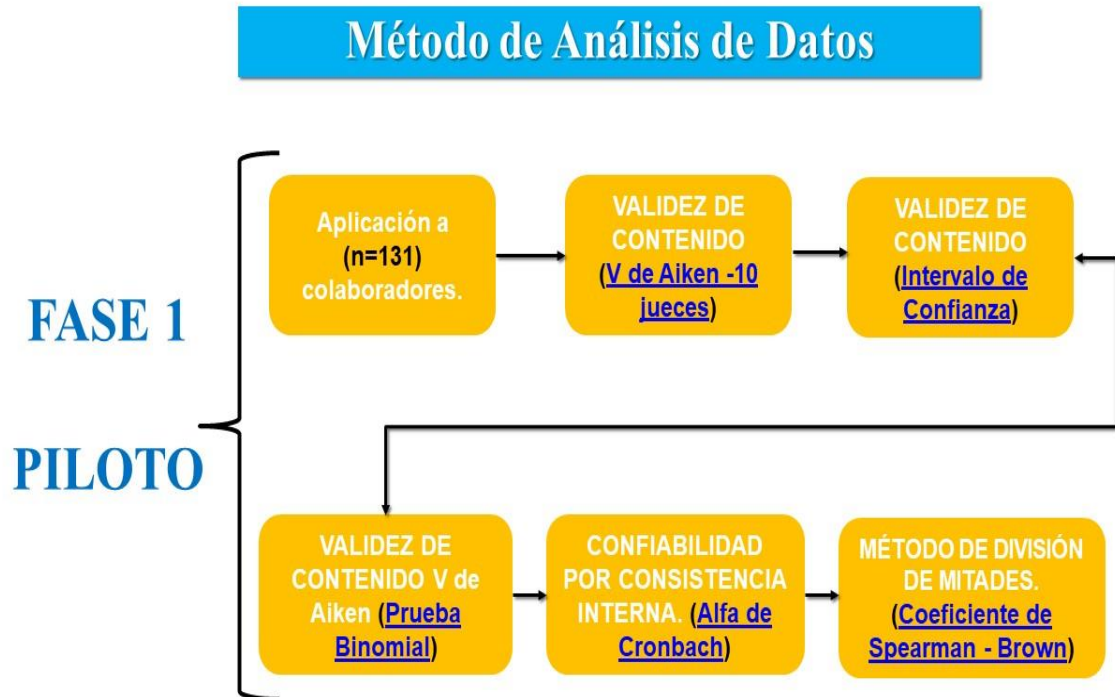 Método de Análisis de Datos
FASE 1
PILOTO
Aplicación a
(n=131)
colaboradores.
VALIDEZ DE
CONTENIDO
(V de Aiken -10
jueces)
VALIDEZ DE
CONTENIDO
(Intervalo de
Confianza)
VALIDEZ DE
CONTENIDO V de
Aiken (Prueba
Binomial)
CONFIABILIDAD
POR CONSISTENCIA
INTERNA. (Alfa de
Cronbach)
MÉTODO DE DIVISIÓN
DE MITADES.
(Coeficiente de
Spearman - Brown)